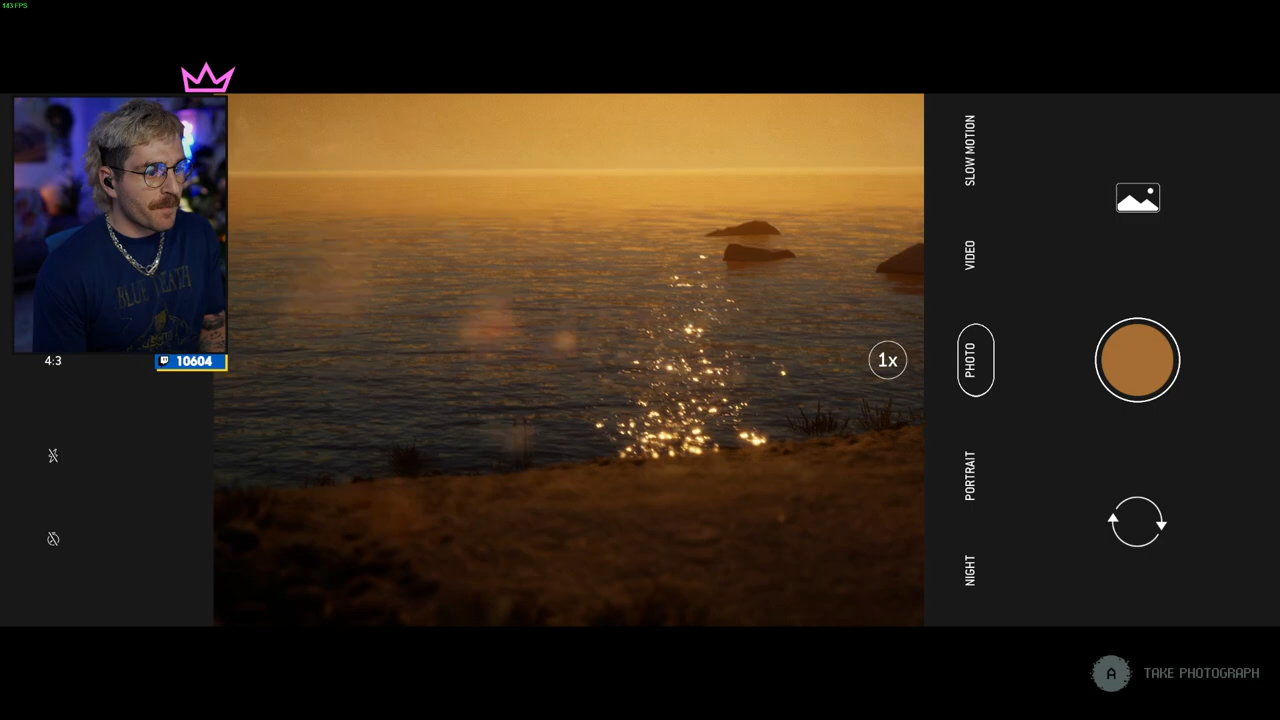 143 FPS
BLUE DEATH
4:3
10604
1x
SLOW MOTION
VIDEO
PHOTO
PORTRAIT
NIGHT
A
TAKE PHOTOGRAPH